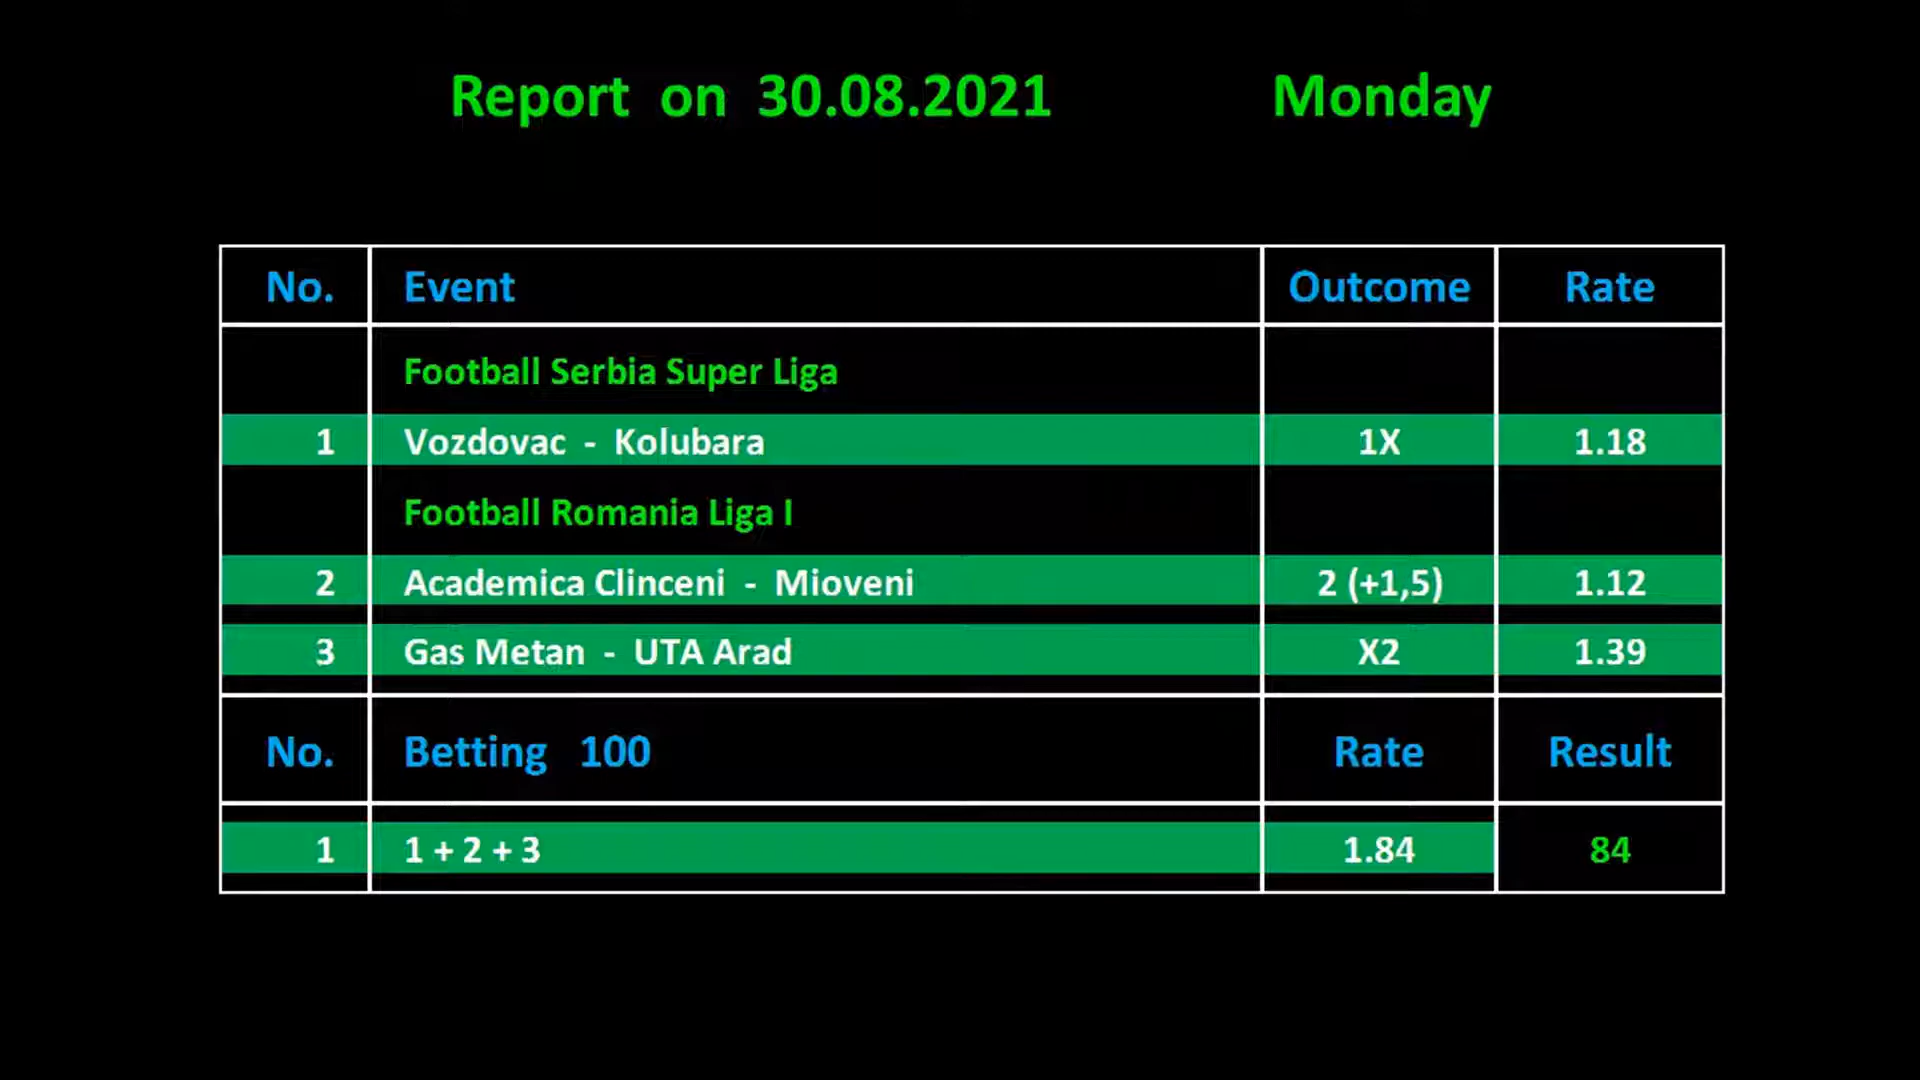 Report on 30.08.2021 Monday
No. Event Outcome Rate
Football Serbia Super Liga
1 Vozdovac - Kolubara 1X 1.18
Football Romania Liga I
2 Academica Clinceni - Mioveni 2 (+1,5) 1.12
3 Gas Metan - UTA Arad X2 1.39
No. Betting 100 Rate Result
1 1 + 2 + 3 1.84 84